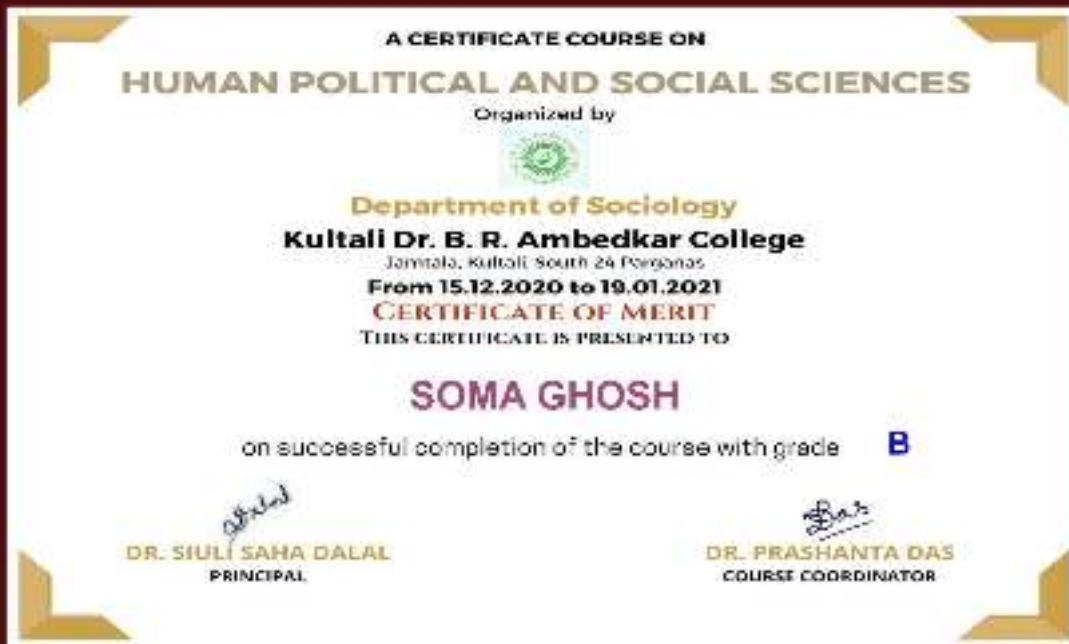 A CERTIFICATE COURSE ON
HUMAN POLITICAL AND SOCIAL SCIENCES
Organized by
Department of Sociology
Kultali Dr. B. R. Ambedkar College
Jamtala, Kultali, South 24 Parganas
From 15.12.2020 to 19.01.2021
CERTIFICATE OF MERIT
THIS CERTIFICATE IS PRESENTED TO
SOMA GHOSH
on successful completion of the course with grade B
DR. SIULI SAHA DALAL
PRINCIPAL
Das
DR. PRASHANTA DAS
COURSE COORDINATOR